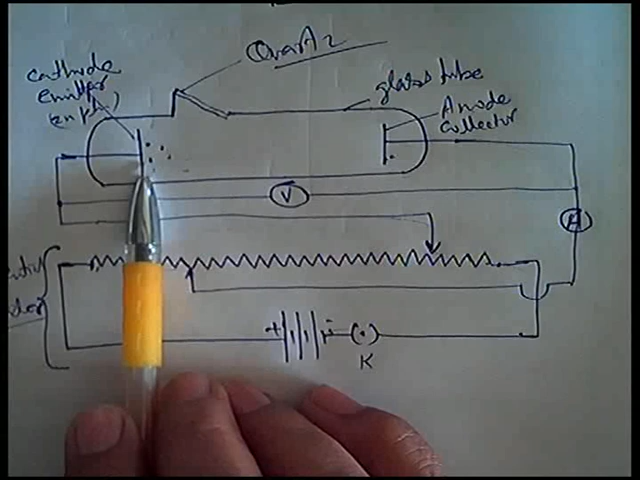 Quartz
cathode
emitter
glass tube
Anode
collector
V
A
+
-
K